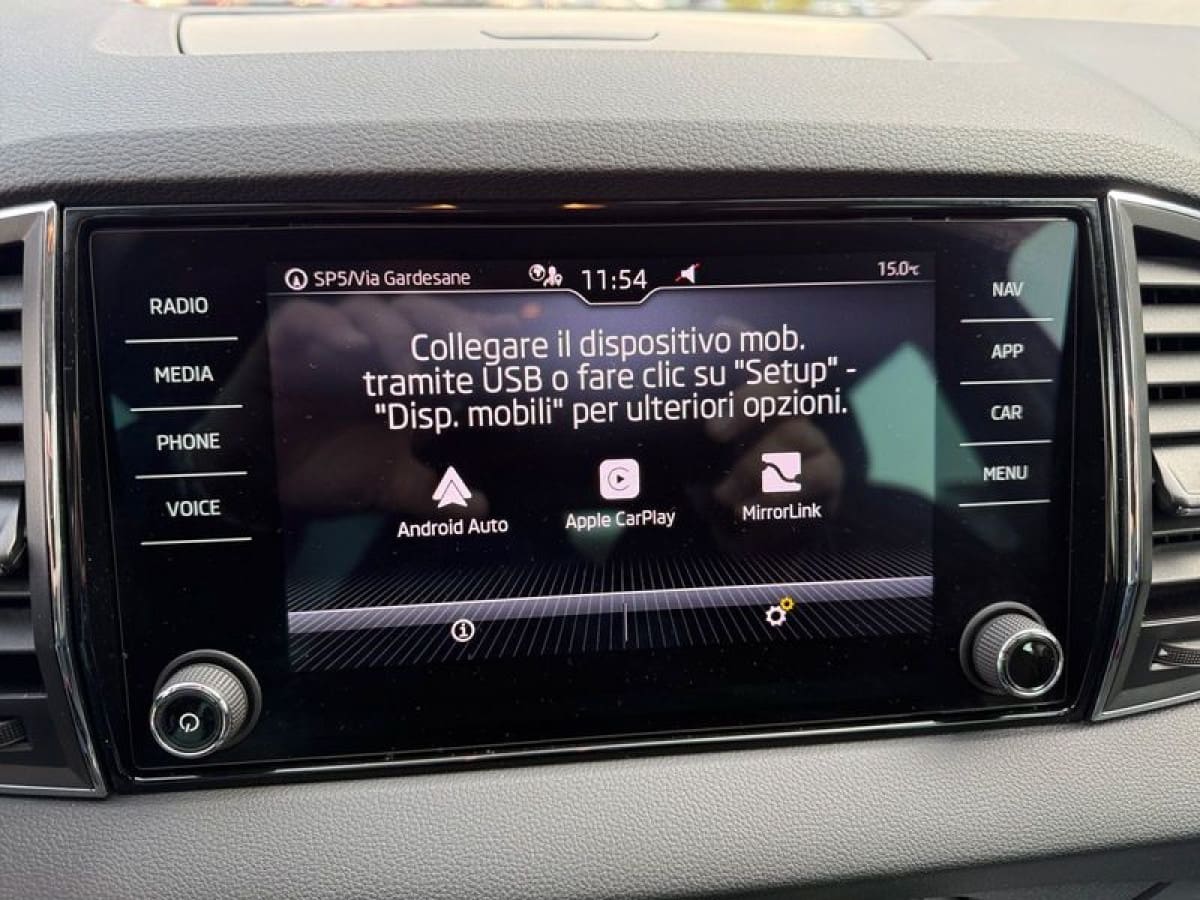 SP5/Via Gardesane
11:54
15.0°C
RADIO
MEDIA
PHONE
VOICE
Collegare il dispositivo mob.
tramite USB o fare clic su "Setup" -
"Disp. mobili" per ulteriori opzioni.
Android Auto
Apple CarPlay
MirrorLink
NAV
APP
CAR
MENU